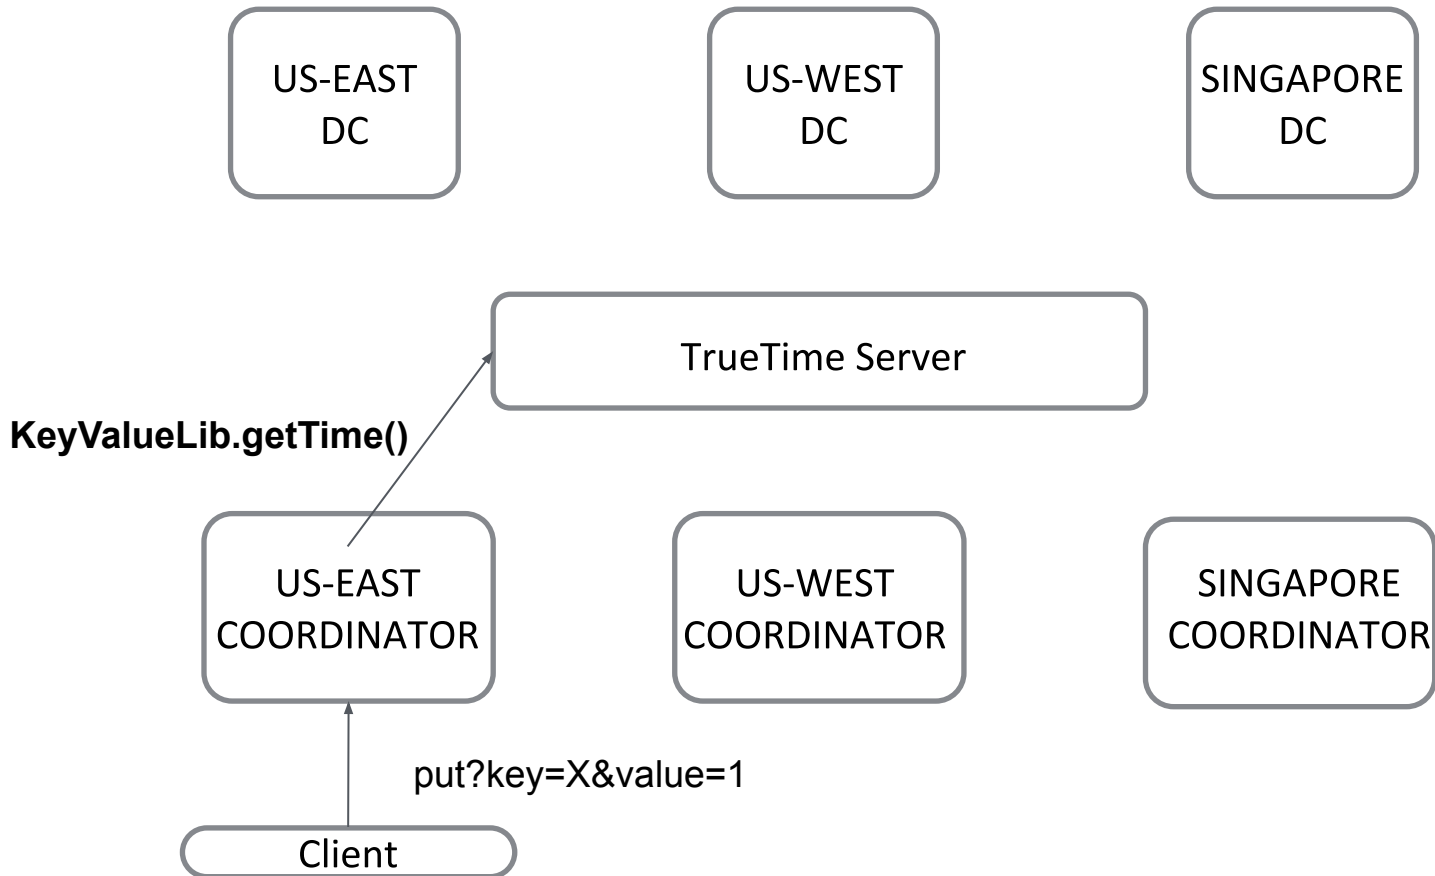 US-EAST
DC
US-WEST
DC
SINGAPORE
DC
TrueTime Server
KeyValueLib.getTime()
US-EAST
COORDINATOR
US-WEST
COORDINATOR
SINGAPORE
COORDINATOR
put?key=X&value=1
Client